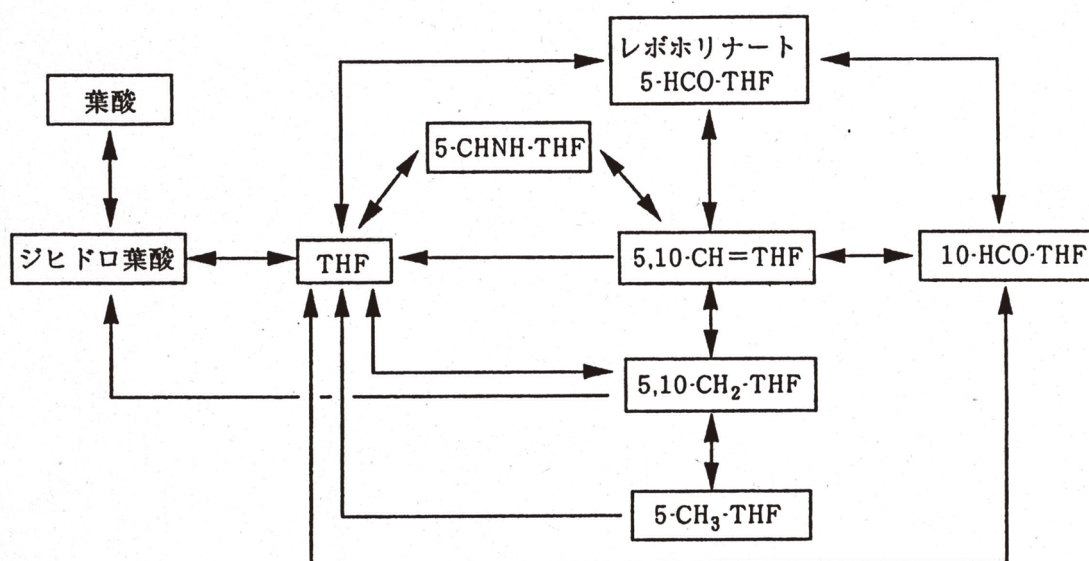 レボホリナート
5-HCO-THF
葉酸
5-CHNH-THF
ジヒドロ葉酸
THF
5,10-CH=THF
10-HCO-THF
5,10-CH₂-THF
5-CH₃-THF